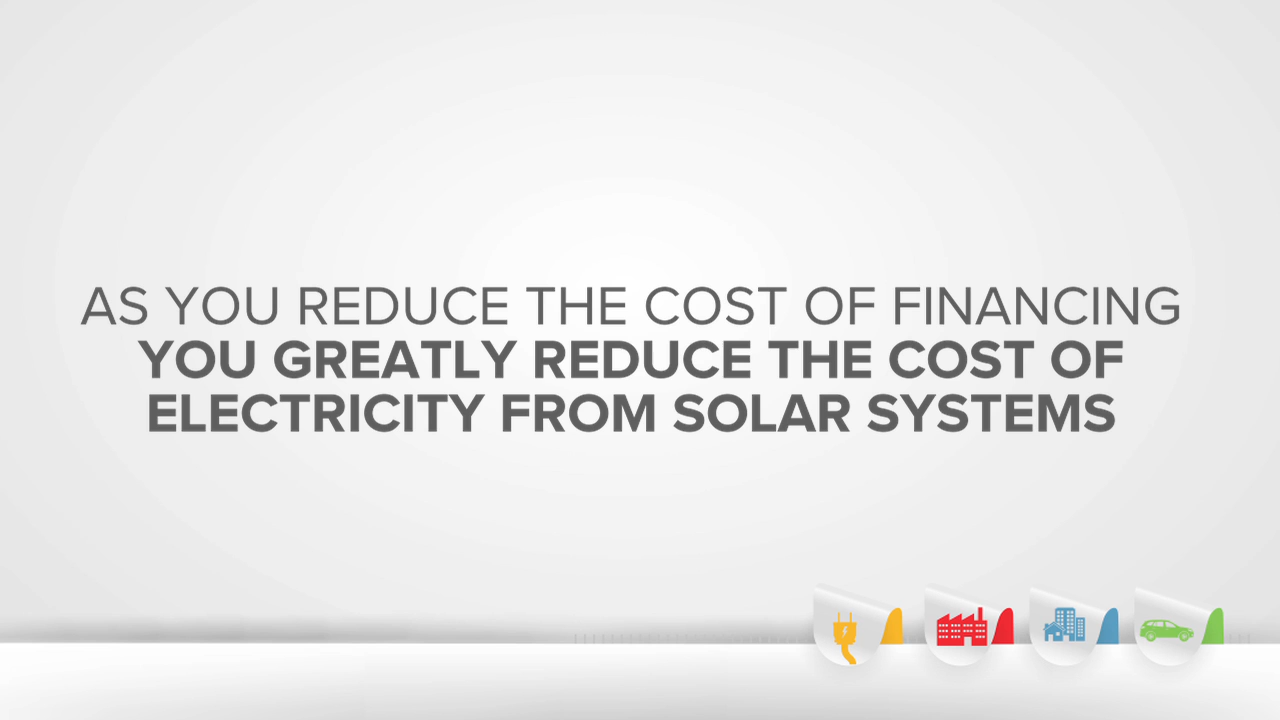 AS YOU REDUCE THE COST OF FINANCING
YOU GREATLY REDUCE THE COST OF
ELECTRICITY FROM SOLAR SYSTEMS